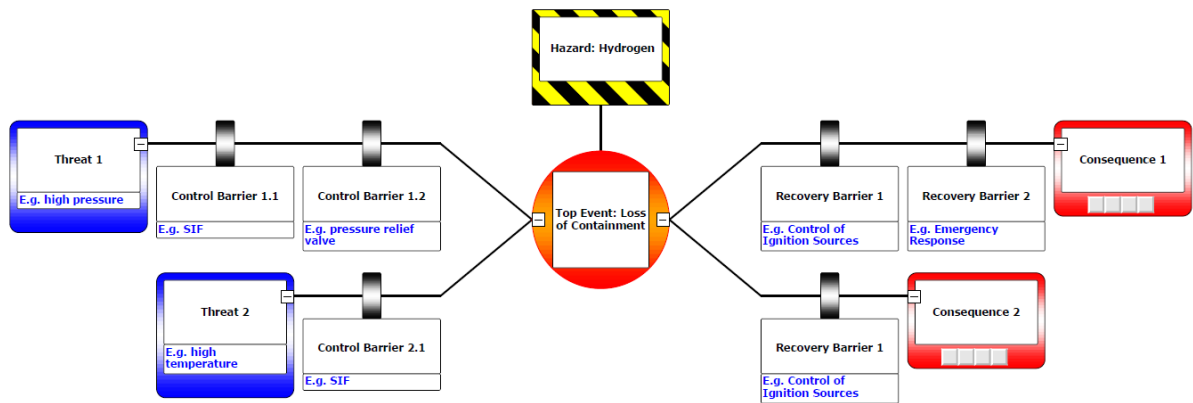 Hazard: Hydrogen
Threat 1
E.g. high pressure
Control Barrier 1.1
E.g. SIF
Control Barrier 1.2
E.g. pressure relief
valve
Top Event: Loss
of Containment
Recovery Barrier 1
E.g. Control of
Ignition Sources
Recovery Barrier 2
E.g. Emergency
Response
Consequence 1
Threat 2
E.g. high
temperature
Control Barrier 2.1
E.g. SIF
Recovery Barrier 1
E.g. Control of
Ignition Sources
Consequence 2